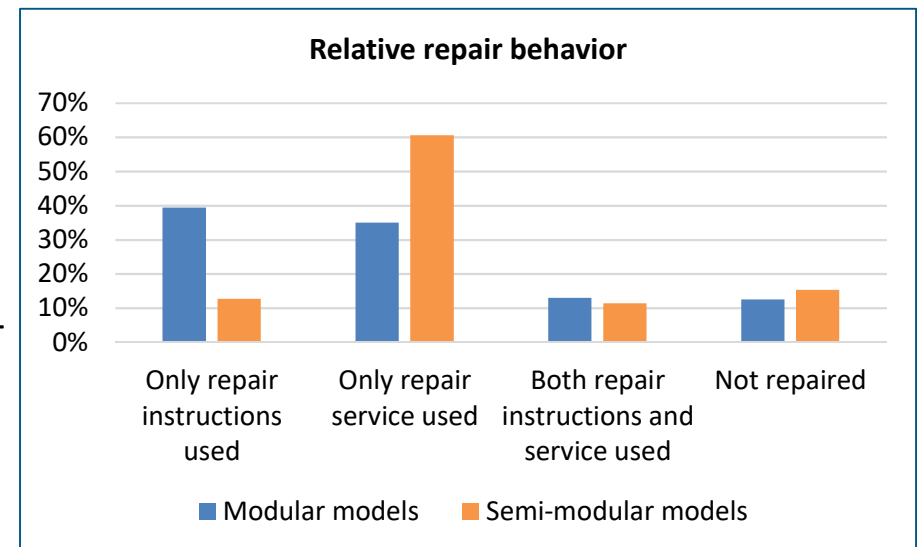 Relative repair behavior
70%
60%
50%
40%
30%
20%
10%
0%
Only repair
instructions
used
Only repair
service used
Both repair
instructions and
service used
Not repaired
Modular models
Semi-modular models